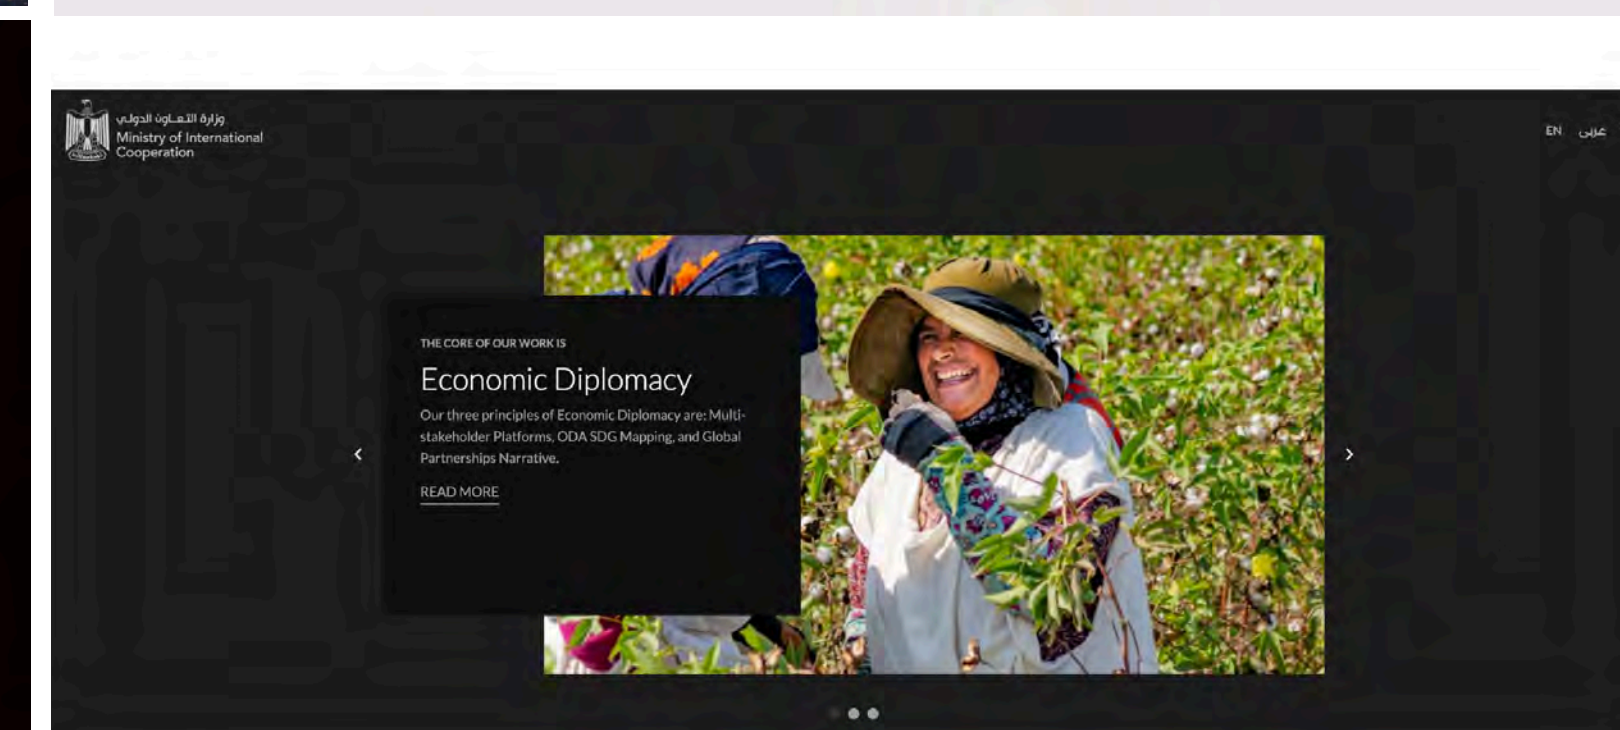 وزارة التعـاون الدولي
Ministry of International
Cooperation
EN عربى
THE CORE OF OUR WORK IS
Economic Diplomacy
Our three principles of Economic Diplomacy are: Multi-
stakeholder Platforms, ODA SDG Mapping, and Global
Partnerships Narrative.
READ MORE